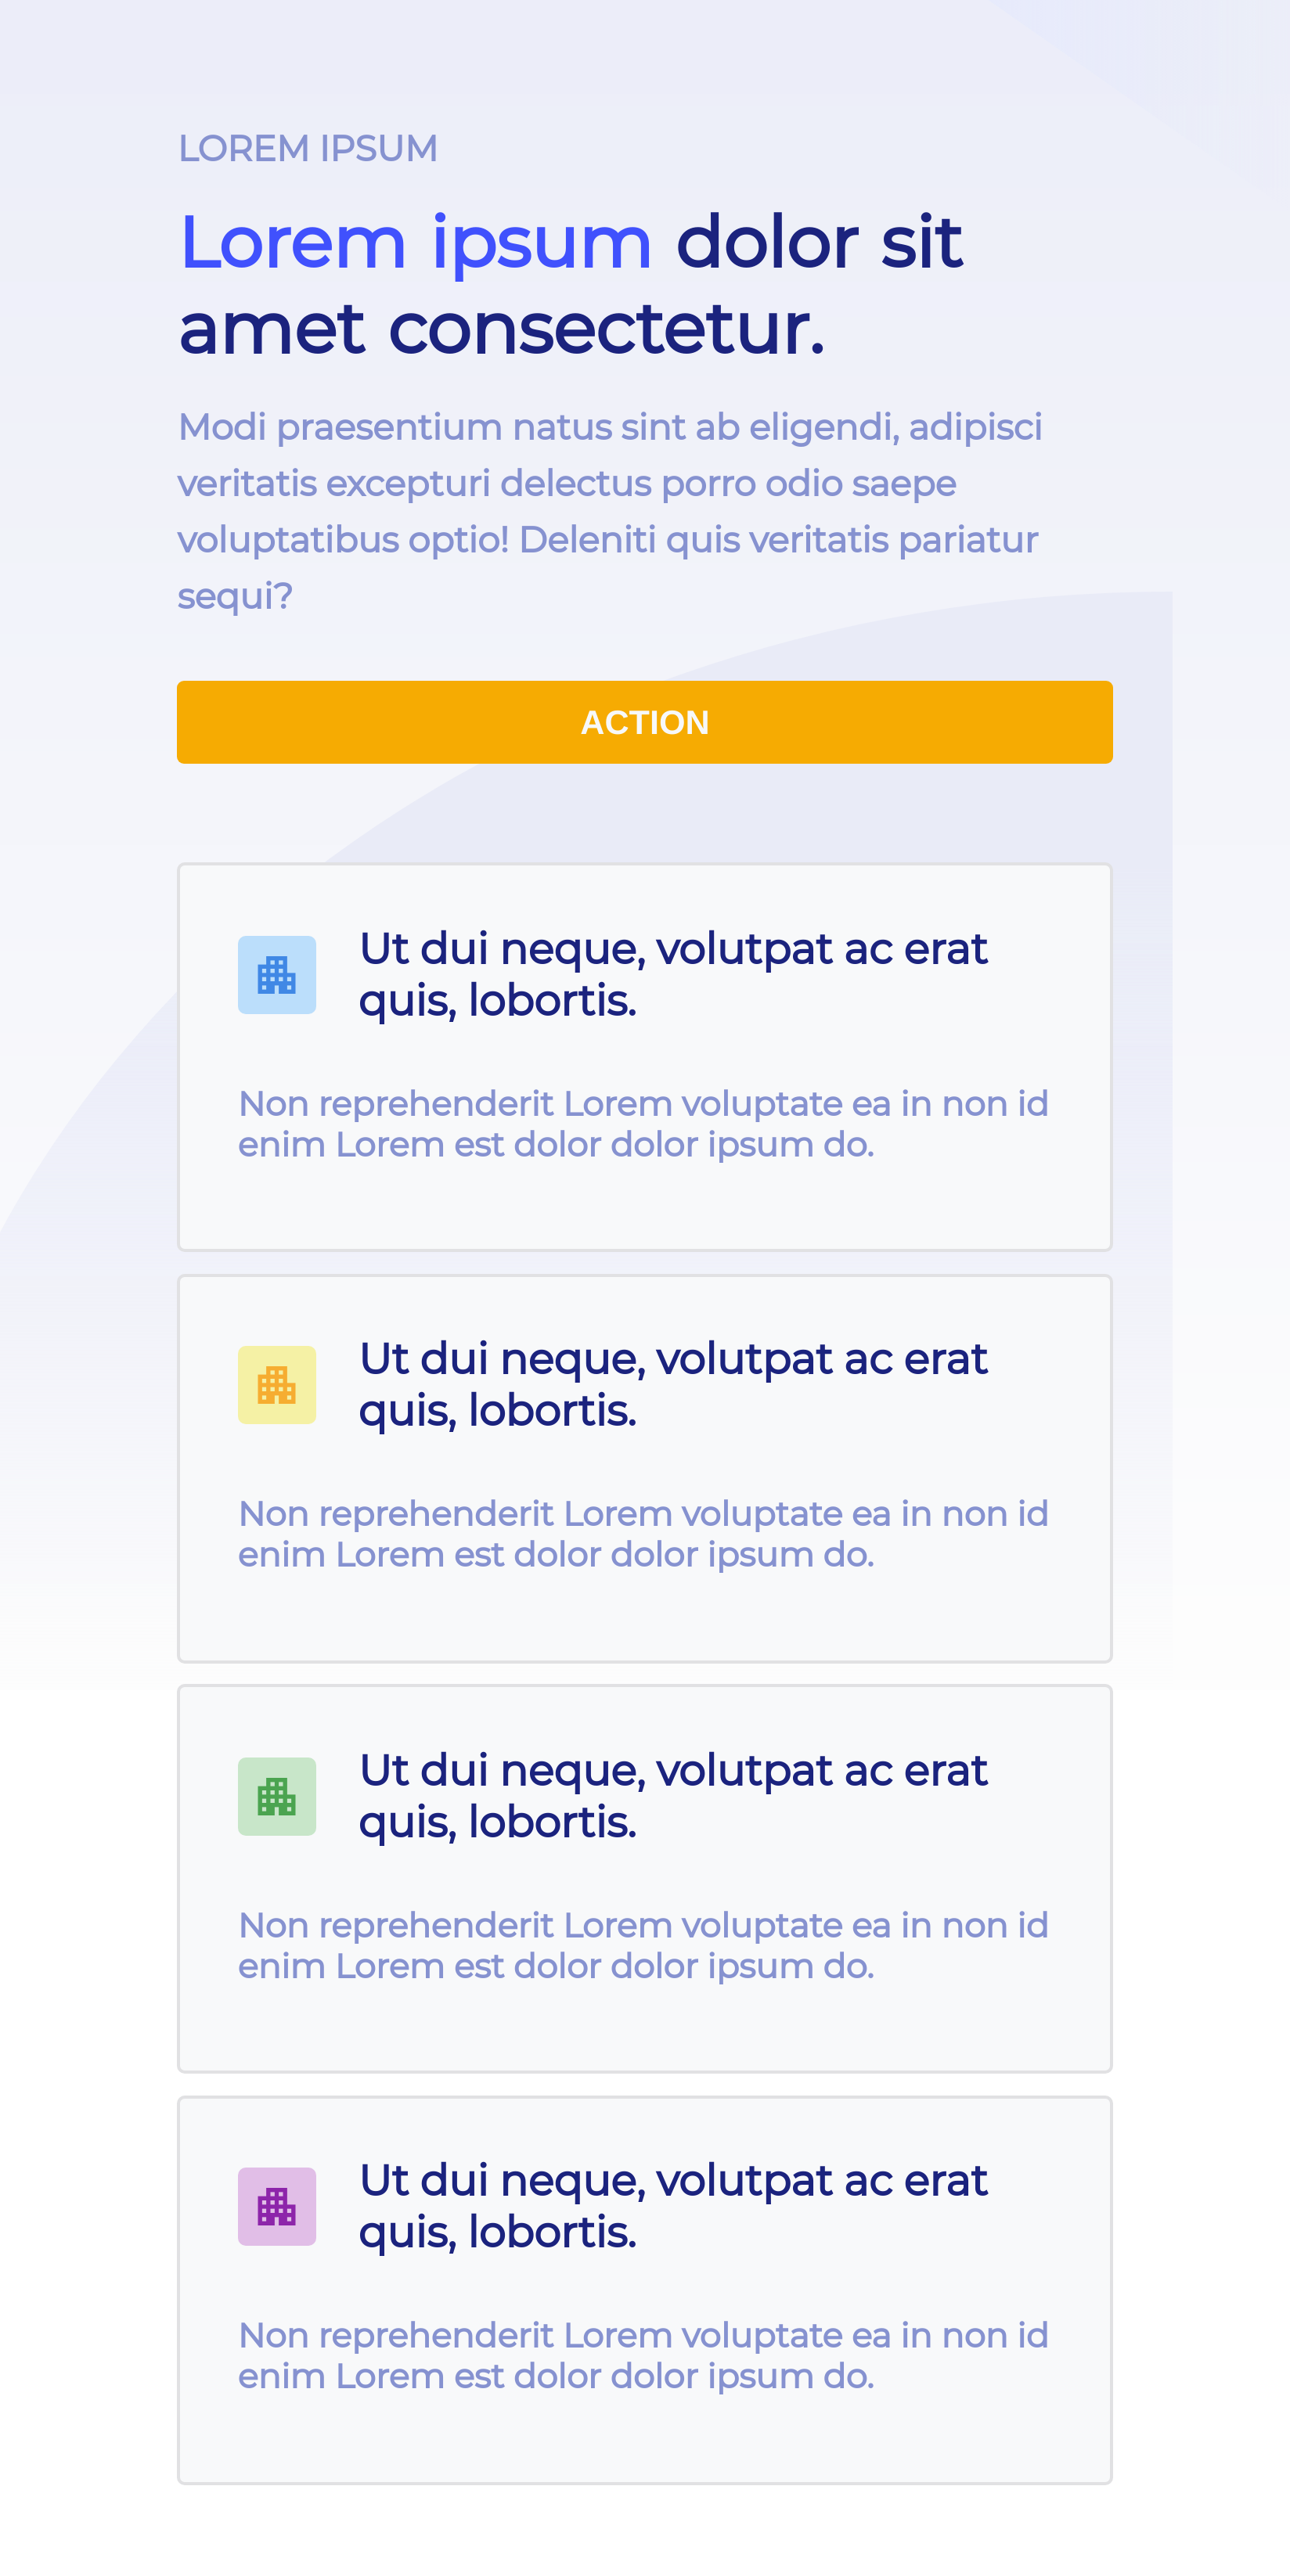 LOREM IPSUM
Lorem ipsum dolor sit
amet consectetur.
Modi praesentium natus sint ab eligendi, adipisci
veritatis excepturi delectus porro odio saepe
voluptatibus optio! Deleniti quis veritatis pariatur
sequi?
ACTION
Ut dui neque, volutpat ac erat
quis, lobortis.
Non reprehenderit Lorem voluptate ea in non id
enim Lorem est dolor dolor ipsum do.
Ut dui neque, volutpat ac erat
quis, lobortis.
Non reprehenderit Lorem voluptate ea in non id
enim Lorem est dolor dolor ipsum do.
Ut dui neque, volutpat ac erat
quis, lobortis.
Non reprehenderit Lorem voluptate ea in non id
enim Lorem est dolor dolor ipsum do.
Ut dui neque, volutpat ac erat
quis, lobortis.
Non reprehenderit Lorem voluptate ea in non id
enim Lorem est dolor dolor ipsum do.